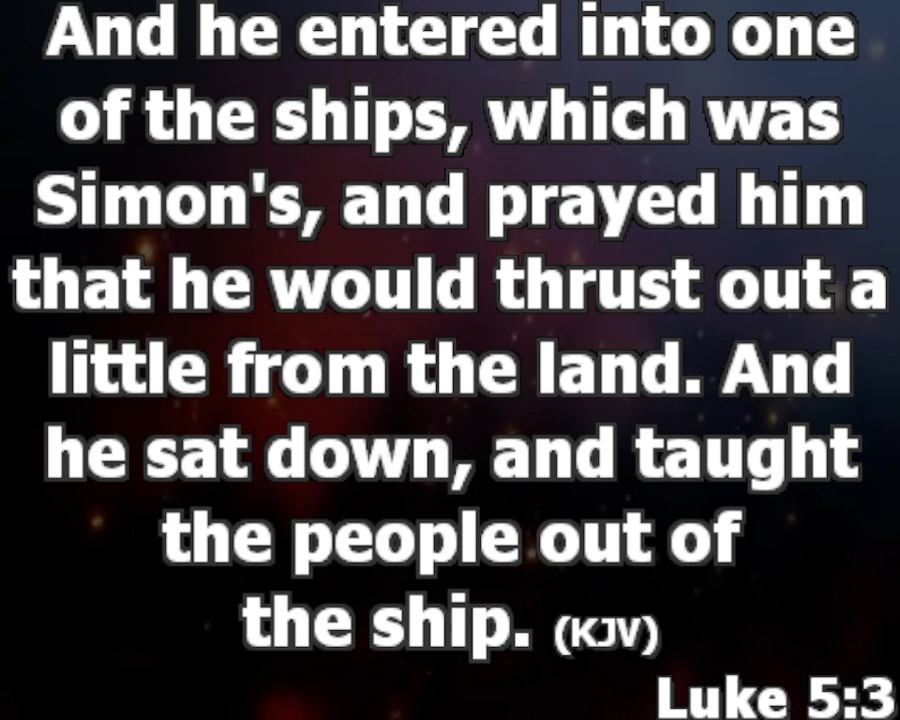 And he entered into one
of the ships, which was
Simon's, and prayed him
that he would thrust out a
little from the land. And
he sat down, and taught
the people out of
the ship. (KJV)
Luke 5:3